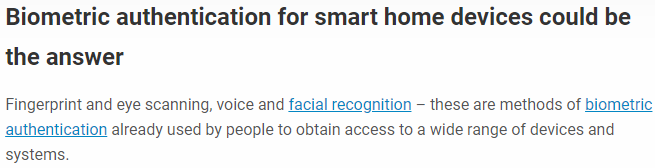 Biometric authentication for smart home devices could be
the answer
Fingerprint and eye scanning, voice and facial recognition – these are methods of biometric
authentication already used by people to obtain access to a wide range of devices and
systems.